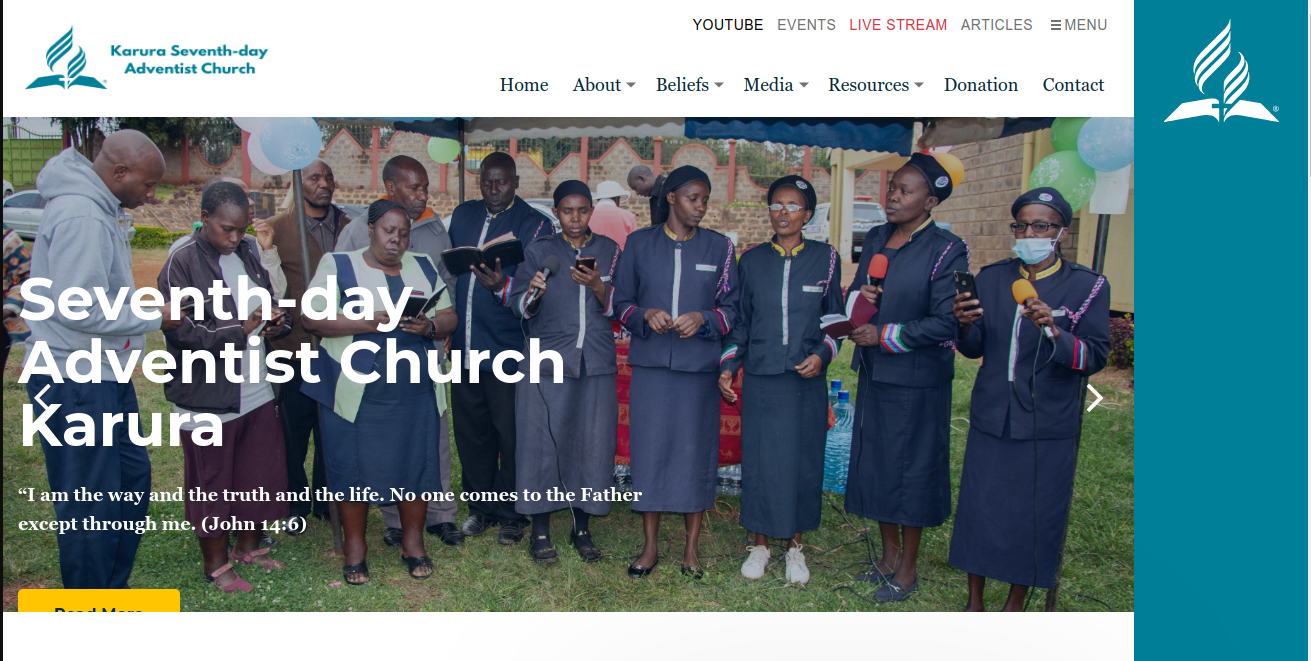 YOUTUBE EVENTS LIVE STREAM ARTICLES MENU
Karura Seventh-day
Adventist Church
Home About Beliefs Media Resources Donation Contact
Seventh-day
Adventist Church
Karura
“I am the way and the truth and the life. No one comes to the Father
except through me. (John 14:6)
Read More